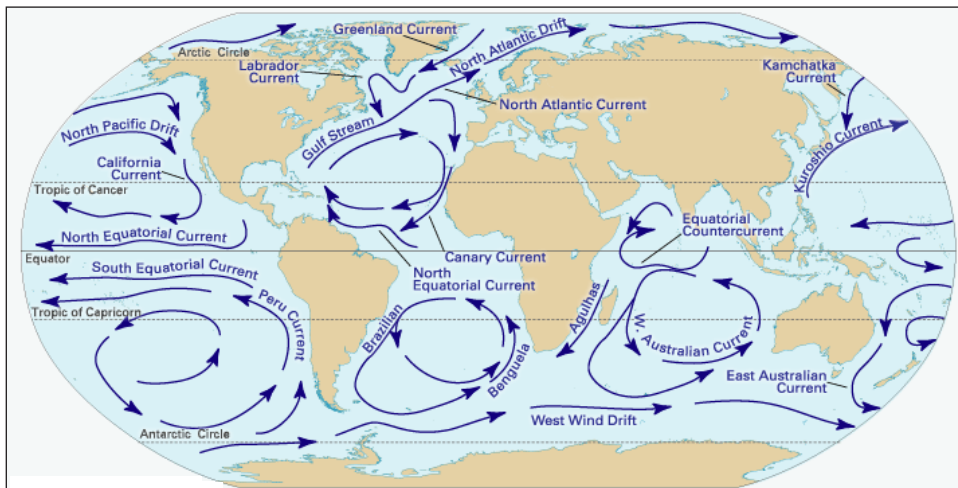 Greenland Current
North Atlantic Drift
Arctic Circle
Labrador
Current
Kamchatka
Current
North Atlantic Current
Gulf Stream
North Pacific Drift
Kuroshio Current
California
Current
Tropic of Cancer
North Equatorial Current
Equatorial
Countercurrent
Equator
Canary Current
South Equatorial Current
North
Equatorial Current
Tropic of Capricorn
Peru Current
Brazilian
Benguela
Agulhas
W. Australian Current
East Australian
Current
West Wind Drift
Antarctic Circle